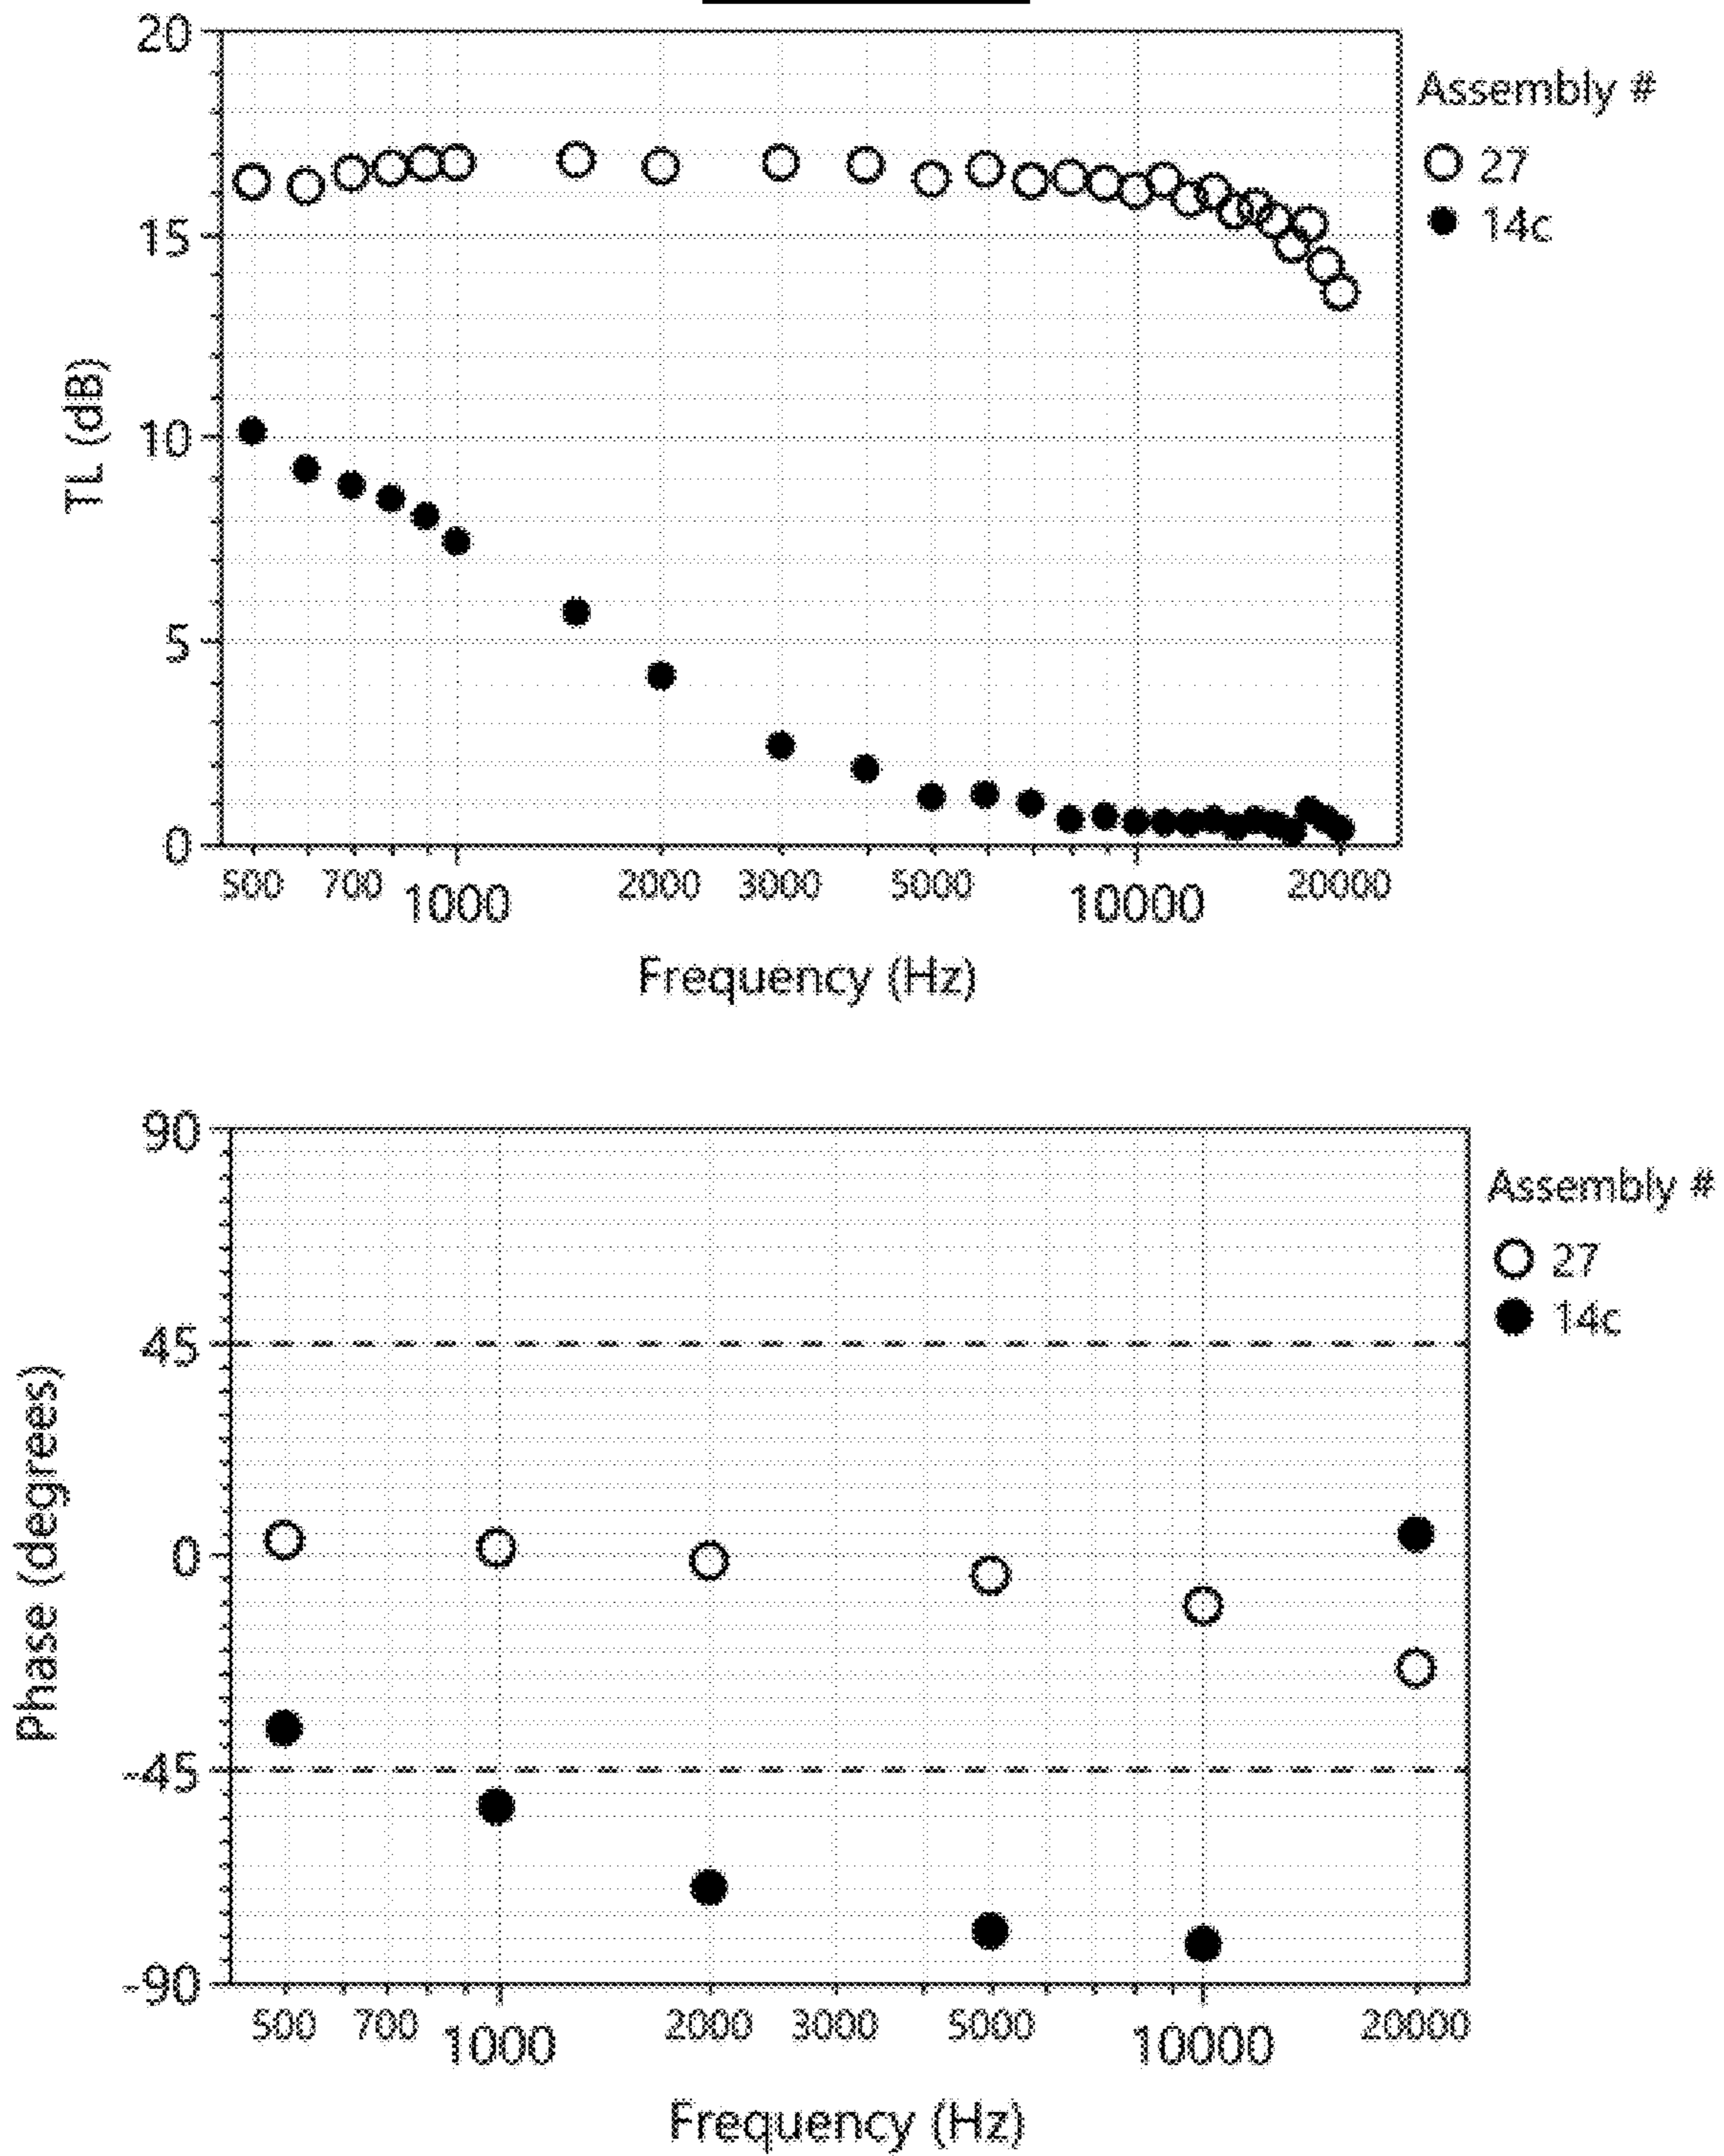 20
Assembly #
27
14c
15
10
5
0
TL (dB)
500 700 1000 2000 3000 5000 10000 20000
Frequency (Hz)
90
Assembly #
27
14c
45
0
-45
-90
Phase (degrees)
500 700 1000 2000 3000 5000 10000 20000
Frequency (Hz)